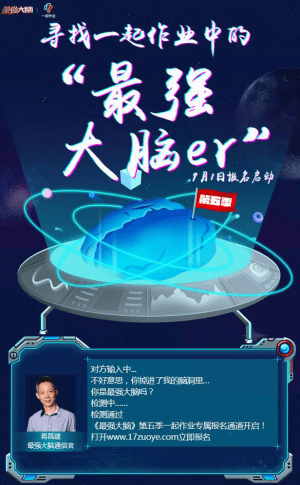 最强大脑
一起作业
寻找一起作业中的
“最强
大脑er”
9月1日报名启动
第五季
对方输入中...
不好意思，你掉进了我的脑洞里...
你是最强大脑吗？
检测中......
检测通过
《最强大脑》第五季一起作业专属报名通道开启！
打开www.17zuoye.com立即报名
蒋昌建
最强大脑通信官